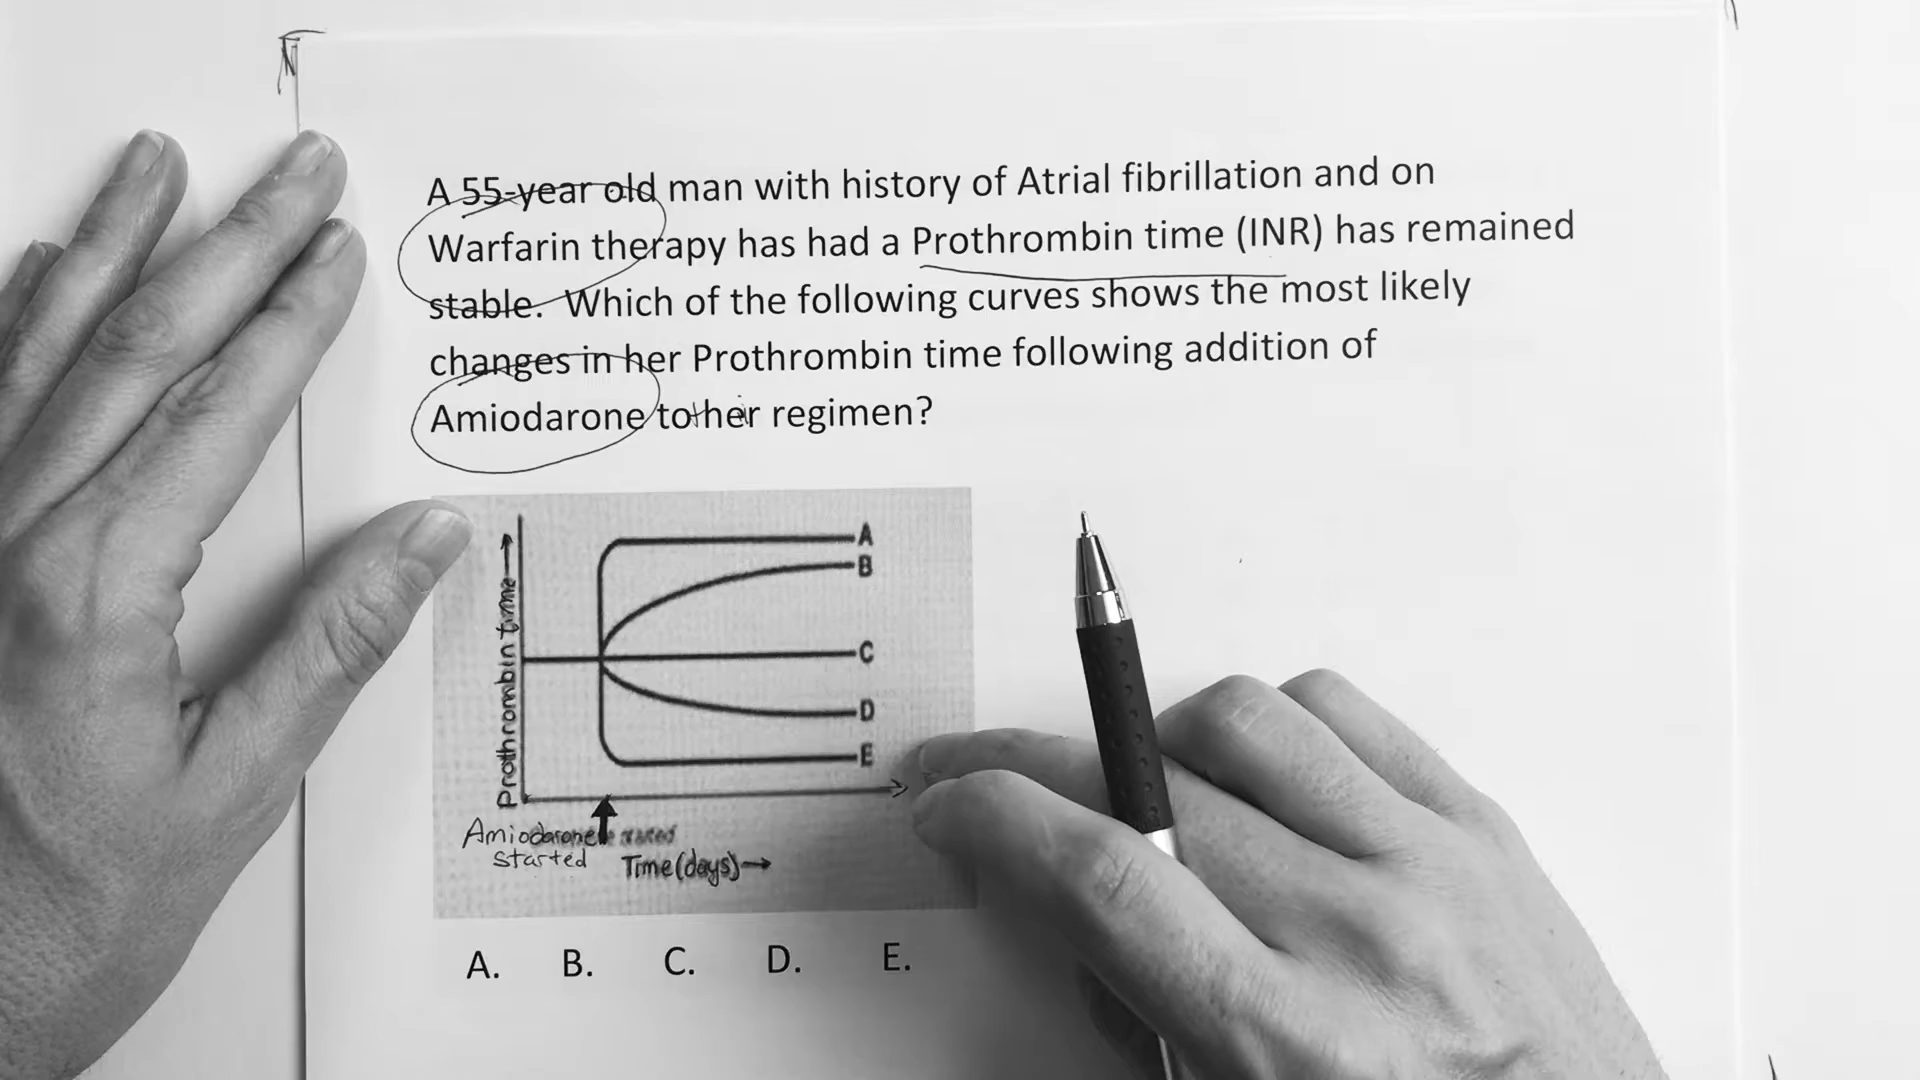 A 55-year old man with history of Atrial fibrillation and on
Warfarin therapy has had a Prothrombin time (INR) has remained
stable. Which of the following curves shows the most likely
changes in her Prothrombin time following addition of
Amiodarone to her regimen?
Prothrombin time
A
B
C
D
E
Amiodarone
started
Time (days)
A. B. C. D. E.